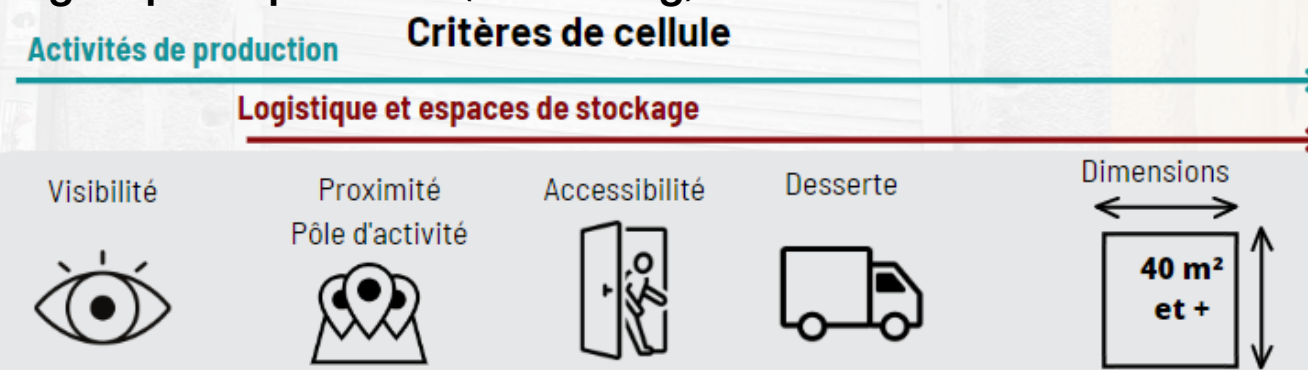 Critères de cellule
Activités de production
Logistique et espaces de stockage
Visibilité
Proximité
Pôle d'activité
Accessibilité
Desserte
Dimensions
40 m²
et +